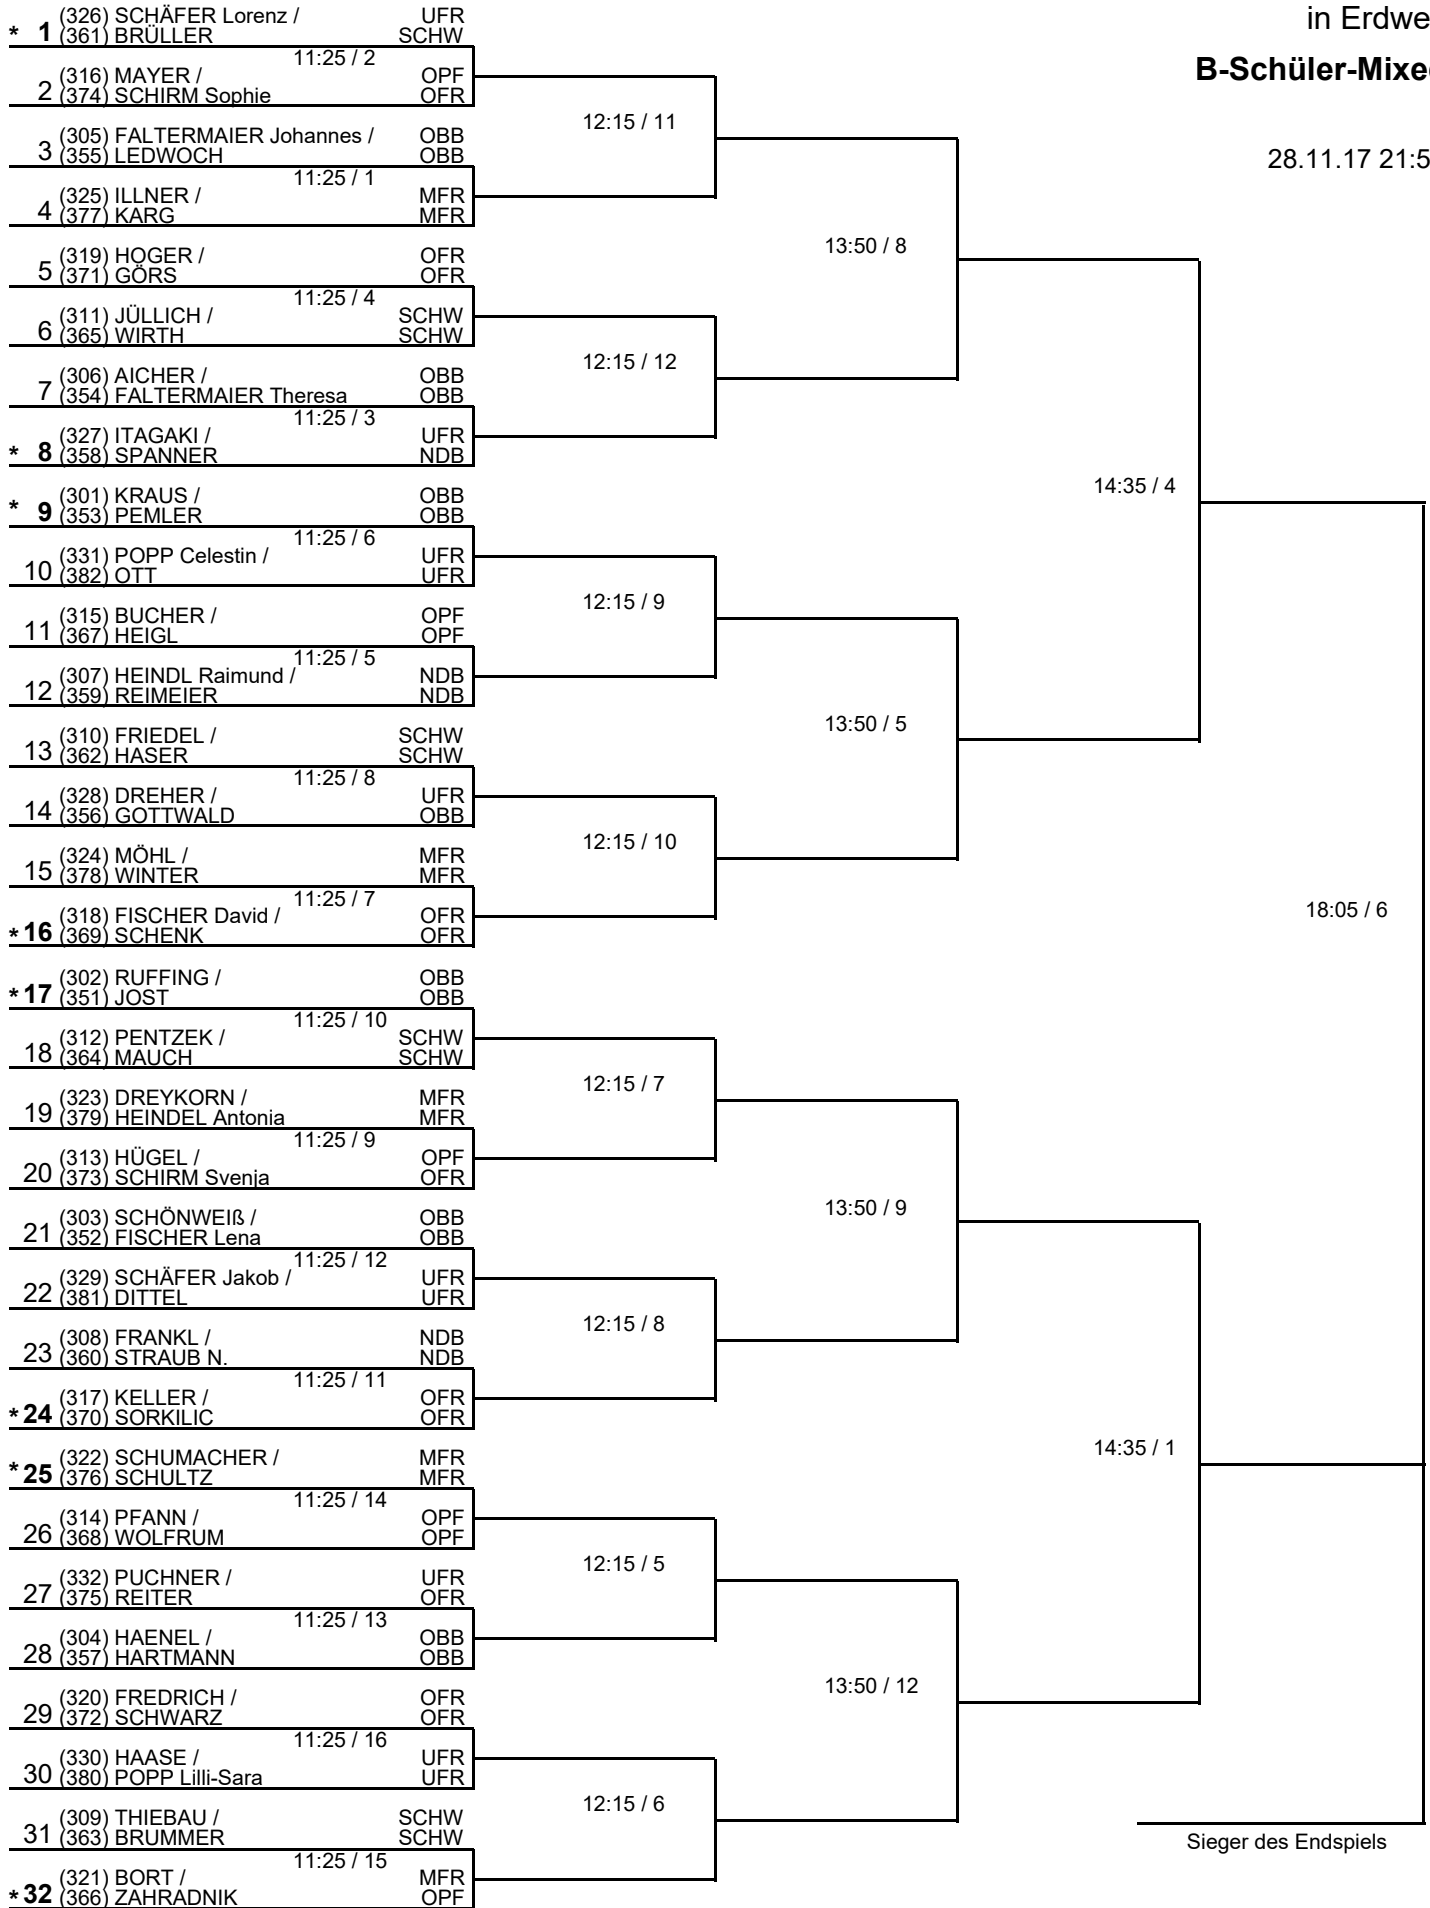 (326) SCHÄFER Lorenz / UFR
* 1 (361) BRÜLLER SCHW
11:25 / 2
(316) MAYER / OPF
2 (374) SCHIRM Sophie OFR
(305) FALTERMAIER Johannes / OBB
3 (355) LEDWOCH OBB
11:25 / 1
(325) ILLNER / MFR
4 (377) KARG MFR
(319) HOGER / OFR
5 (371) GÖRS OFR
11:25 / 4
(311) JÜLLICH / SCHW
6 (365) WIRTH SCHW
(306) AICHER / OBB
7 (354) FALTERMAIER Theresa OBB
11:25 / 3
(327) ITAGAKI / UFR
* 8 (358) SPANNER NDB
(301) KRAUS / OBB
* 9 (353) PEMLER OBB
11:25 / 6
(331) POPP Celestin / UFR
10 (382) OTT UFR
(315) BUCHER / OPF
11 (367) HEIGL OPF
11:25 / 5
(307) HEINDL Raimund / NDB
12 (359) REIMEIER NDB
(310) FRIEDEL / SCHW
13 (362) HASER SCHW
11:25 / 8
(328) DREHER / UFR
14 (356) GOTTWALD OBB
(324) MÖHL / MFR
15 (378) WINTER MFR
11:25 / 7
(318) FISCHER David / OFR
* 16 (369) SCHENK OFR
(302) RUFFING / OBB
* 17 (351) JOST OBB
11:25 / 10
(312) PENTZEK / SCHW
18 (364) MAUCH SCHW
(323) DREYKORN / MFR
19 (379) HEINDEL Antonia MFR
11:25 / 9
(313) HÜGEL / OPF
20 (373) SCHIRM Svenja OFR
(303) SCHÖNWEIß / OBB
21 (352) FISCHER Lena OBB
11:25 / 12
(329) SCHÄFER Jakob / UFR
22 (381) DITTEL UFR
(308) FRANKL / NDB
23 (360) STRAUB N. NDB
11:25 / 11
(317) KELLER / OFR
* 24 (370) SORKILIC OFR
(322) SCHUMACHER / MFR
* 25 (376) SCHULTZ MFR
11:25 / 14
(314) PFANN / OPF
26 (368) WOLFRUM OPF
(332) PUCHNER / UFR
27 (375) REITER OFR
11:25 / 13
(304) HAENEL / OBB
28 (357) HARTMANN OBB
(320) FREDRICH / OFR
29 (372) SCHWARZ OFR
11:25 / 16
(330) HAASE / UFR
30 (380) POPP Lilli-Sara UFR
(309) THIEBAU / SCHW
31 (363) BRUMMER SCHW
11:25 / 15
(321) BORT / MFR
* 32 (366) ZAHRADNIK OPF
12:15 / 11
12:15 / 12
12:15 / 9
12:15 / 10
12:15 / 7
12:15 / 8
12:15 / 5
12:15 / 6
13:50 / 8
13:50 / 5
13:50 / 9
13:50 / 12
14:35 / 4
14:35 / 1
in Erdwe
B-Schüler-Mixe
28.11.17 21:5
18:05 / 6
Sieger des Endspiels